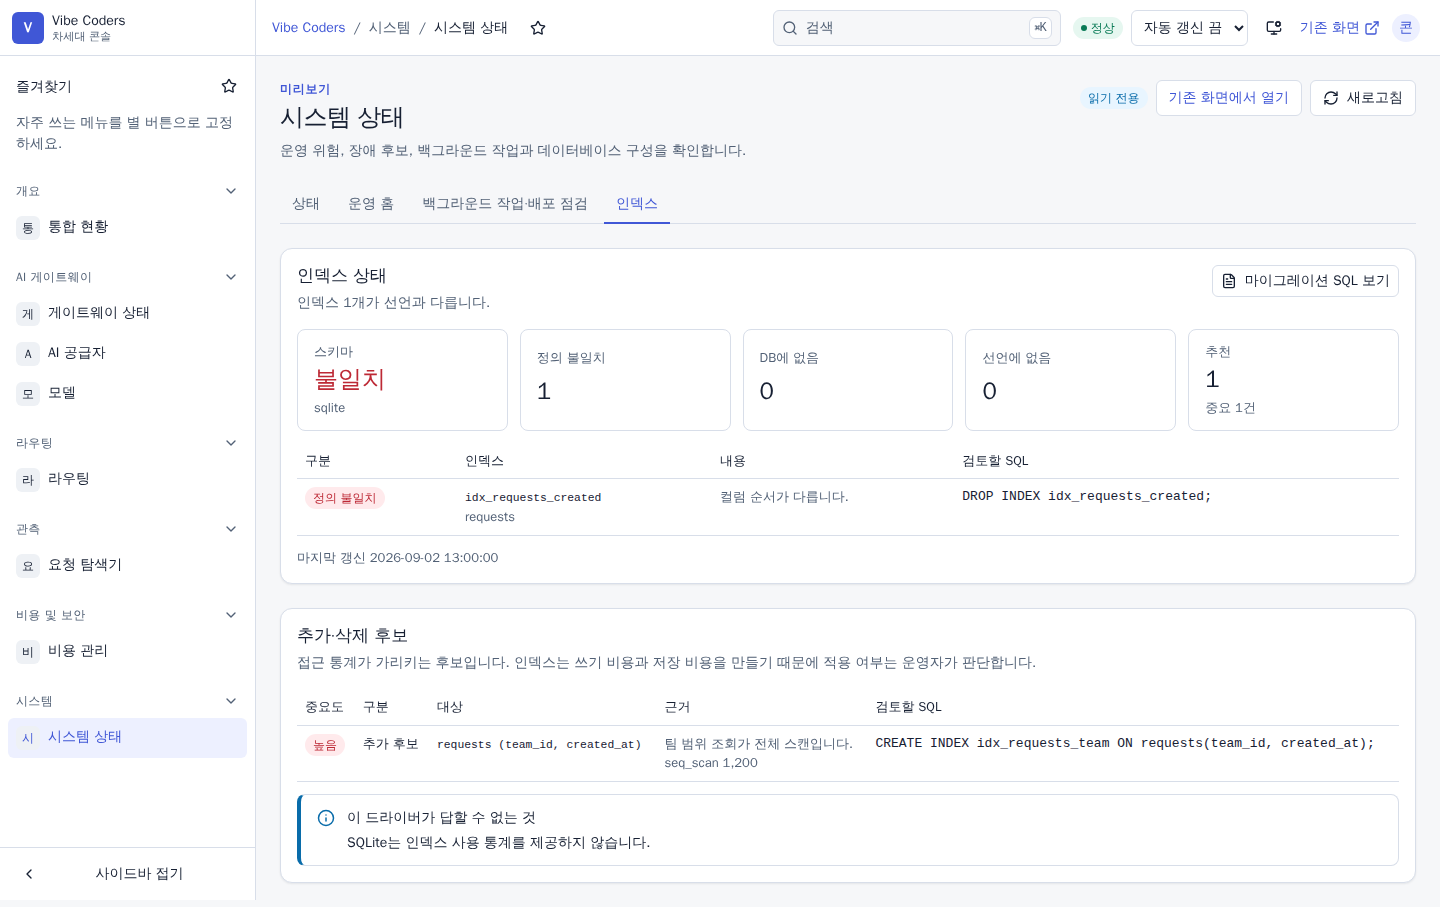 V
Vibe Coders
차세대 콘솔
Vibe Coders / 시스템 / 시스템 상태
검색
⌘K
정상
자동 갱신 끔
기존 화면
콘
즐겨찾기
자주 쓰는 메뉴를 별 버튼으로 고정
하세요.
개요
통 통합 현황
AI 게이트웨이
게 게이트웨이 상태
A AI 공급자
모 모델
라우팅
라 라우팅
관측
요 요청 탐색기
비용 및 보안
비 비용 관리
시스템
시 시스템 상태
사이드바 접기
미리보기
시스템 상태
운영 위험, 장애 후보, 백그라운드 작업과 데이터베이스 구성을 확인합니다.
읽기 전용
기존 화면에서 열기
새로고침
상태 운영 홈 백그라운드 작업·배포 점검 인덱스
인덱스 상태
인덱스 1개가 선언과 다릅니다.
마이그레이션 SQL 보기
스키마
불일치
sqlite
정의 불일치
1
DB에 없음
0
선언에 없음
0
추천
1
중요 1건
구분 인덱스 내용 검토할 SQL
정의 불일치 idx_requests_created 컬럼 순서가 다릅니다. DROP INDEX idx_requests_created;
requests
마지막 갱신 2026-09-02 13:00:00
추가·삭제 후보
접근 통계가 가리키는 후보입니다. 인덱스는 쓰기 비용과 저장 비용을 만들기 때문에 적용 여부는 운영자가 판단합니다.
중요도 구분 대상 근거 검토할 SQL
높음 추가 후보 requests (team_id, created_at) 팀 범위 조회가 전체 스캔입니다. CREATE INDEX idx_requests_team ON requests(team_id, created_at);
seq_scan 1,200
이 드라이버가 답할 수 없는 것
SQLite는 인덱스 사용 통계를 제공하지 않습니다.